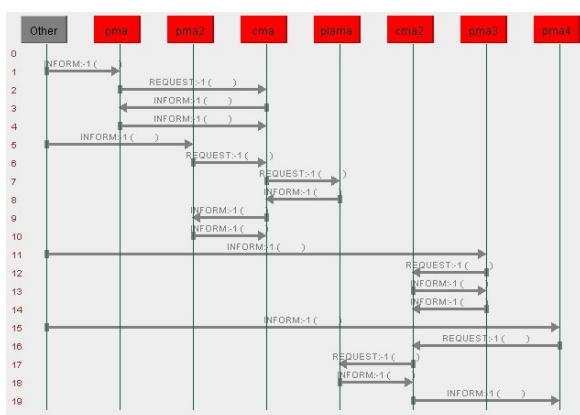 Other pma pma2 cma plama cma2 pma3 pma4
0
1 INFORM:-1 ( )
2 REQUEST:-1 ( )
3 INFORM:-1 ( )
4 INFORM:-1 ( )
5 INFORM:-1 ( )
6 REQUEST:-1 ( )
7 REQUEST:-1 ( )
8 INFORM:-1 ( )
9 INFORM:-1 ( )
10 INFORM:-1 ( )
11 INFORM:-1 ( )
12 REQUEST:-1 ( )
13 INFORM:-1 ( )
14 INFORM:-1 ( )
15 INFORM:-1 ( )
16 REQUEST:-1 ( )
17 REQUEST:-1 ( )
18 INFORM:-1 ( )
19 INFORM:-1 ( )